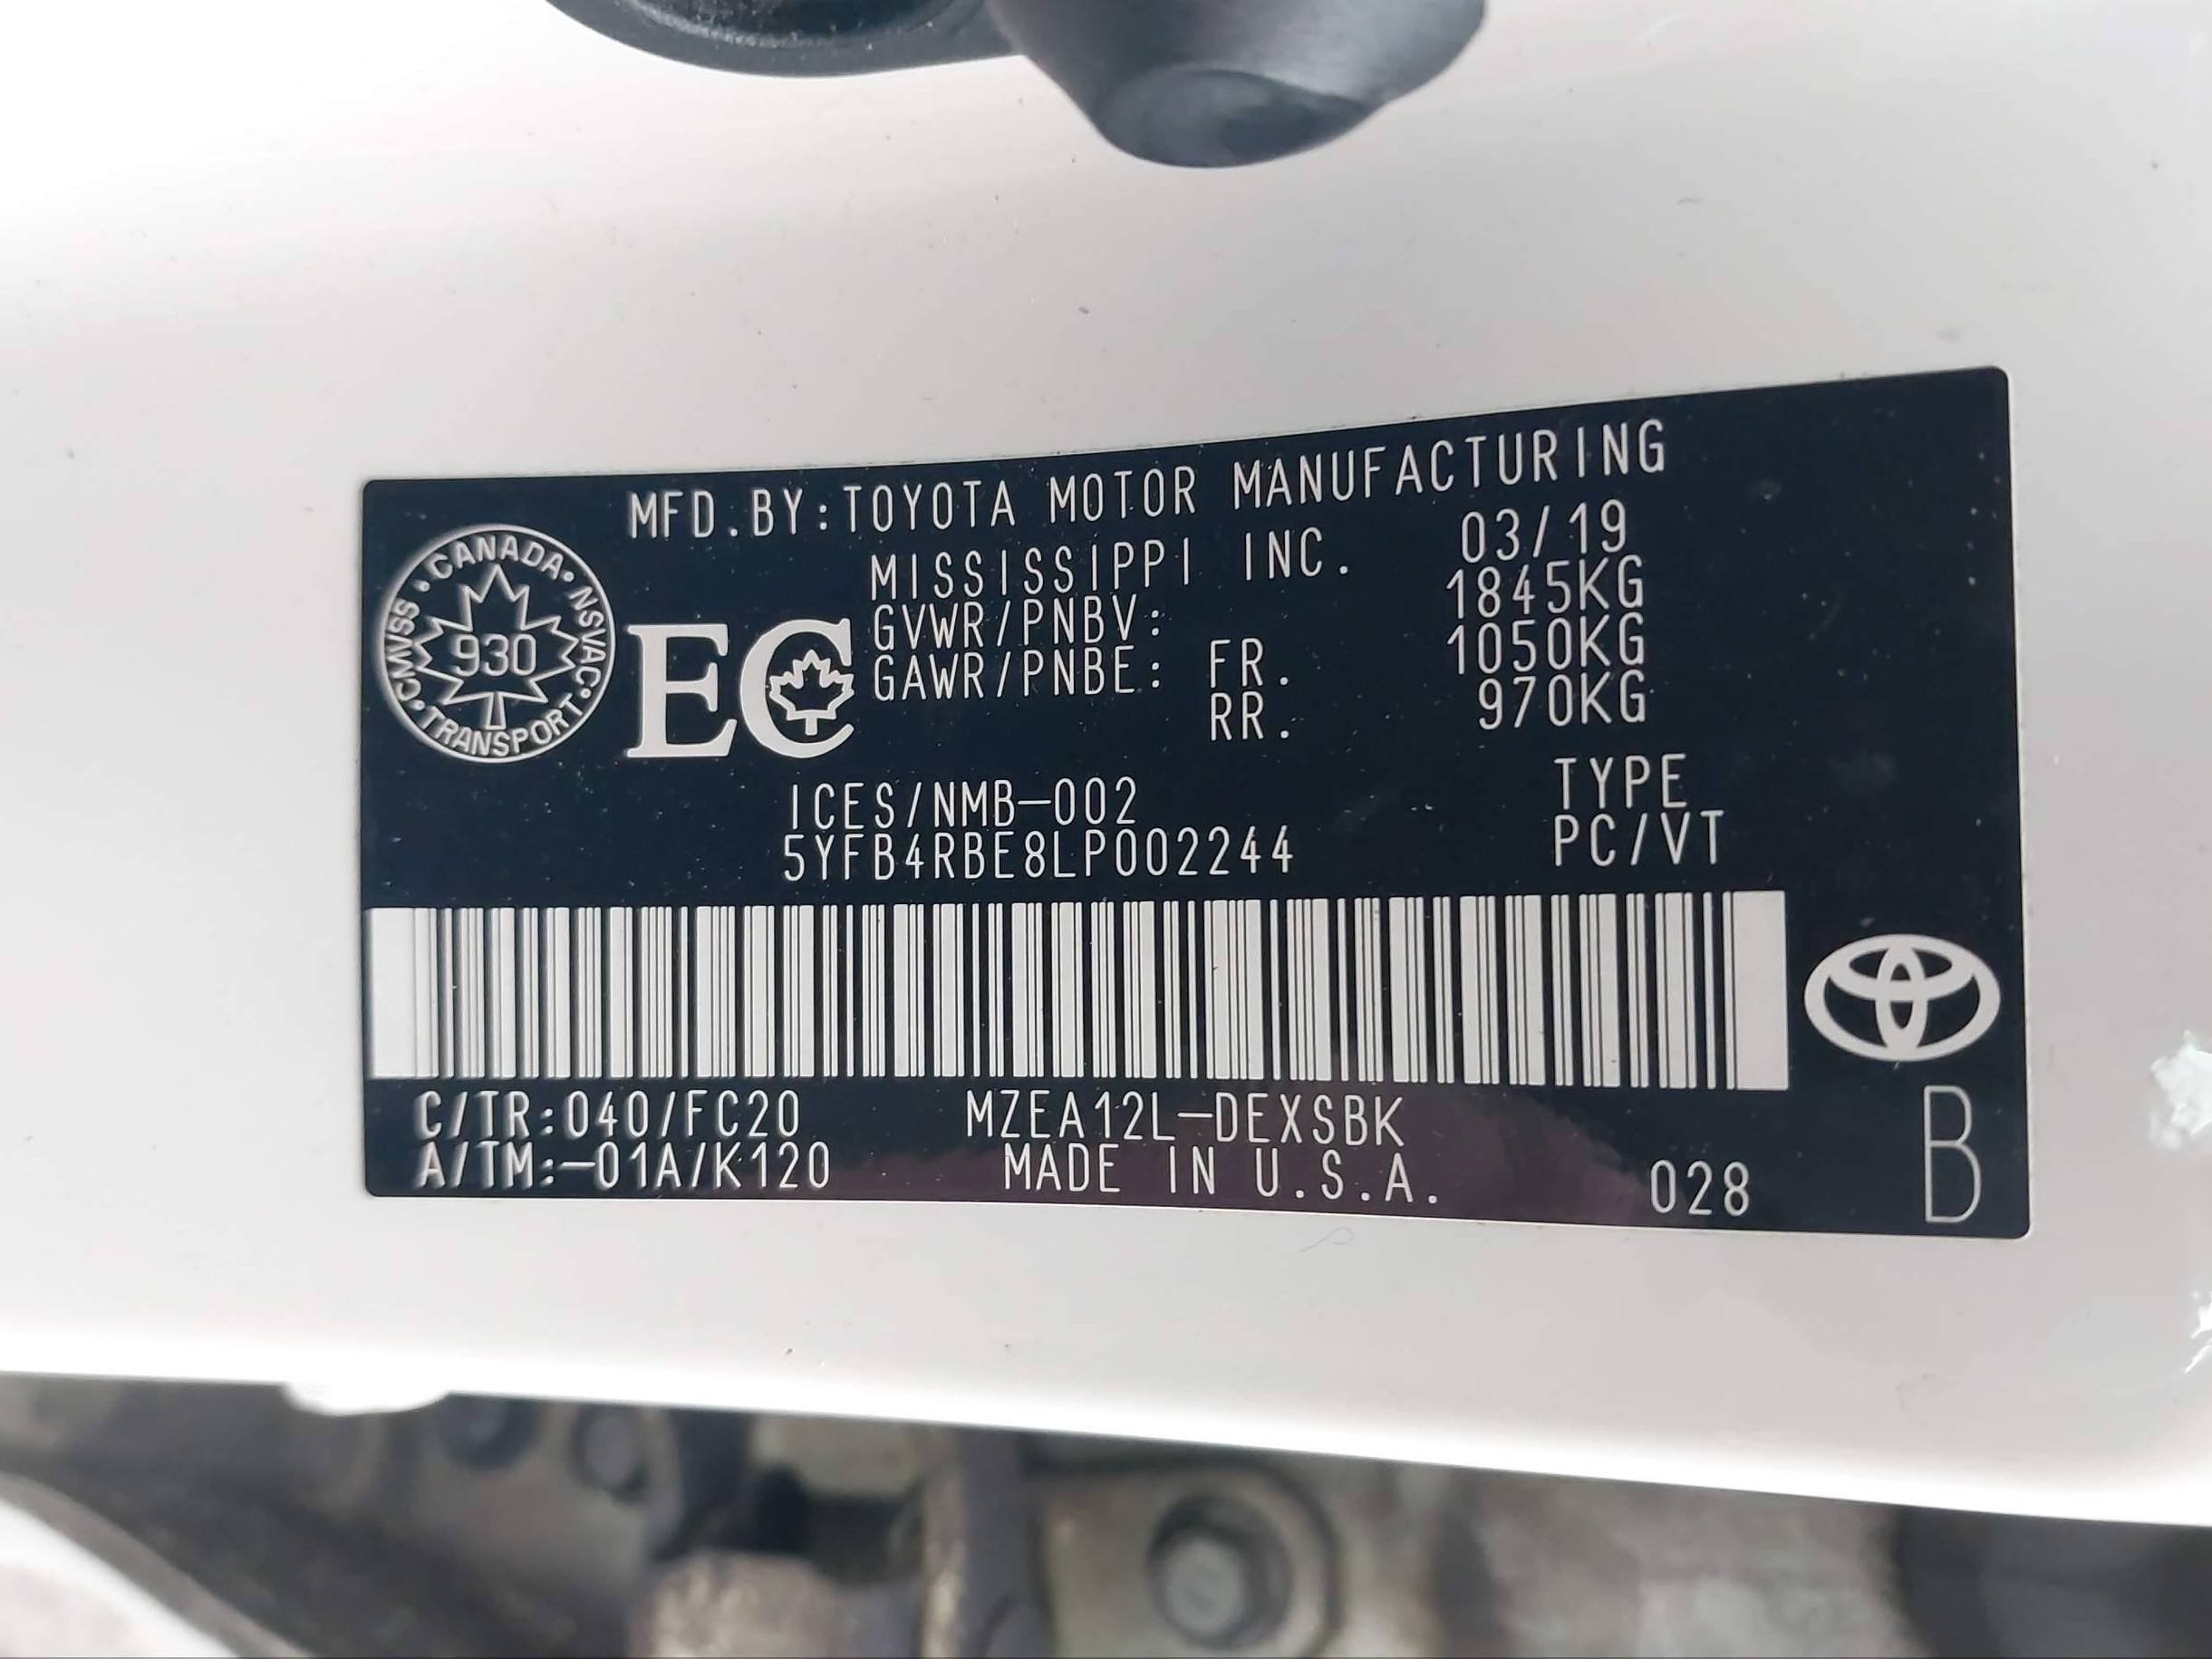 MFD.BY:TOYOTA MOTOR MANUFACTURING
MISSISSIPPI INC. 03/19
GVWR/PNBV: 1845KG
GAWR/PNBE: FR. 1050KG
RR. 970KG
CANADA NSVAC TRANSPORT CMVSS
930
EC
ICES/NMB-002 TYPE
5YFB4RBE8LP002244 PC/VT
C/TR:040/FC20 MZEA12L-DEXSBK
A/TM:-01A/K120 MADE IN U.S.A. 028
B